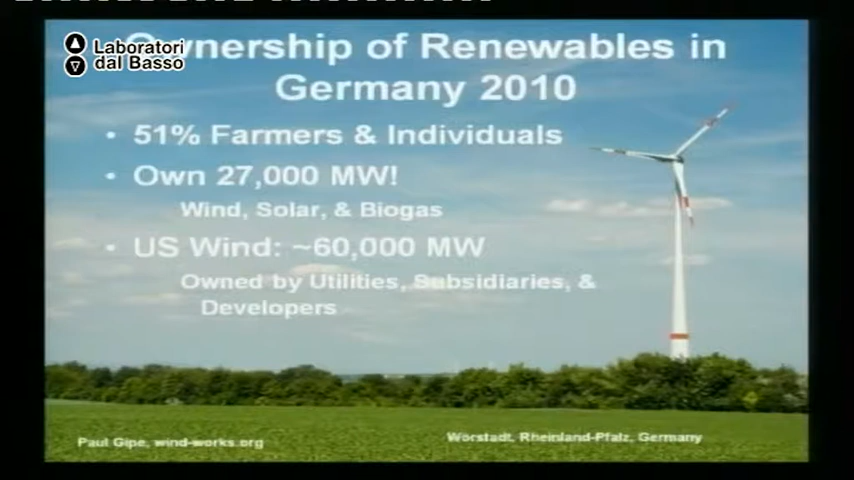 Laboratori
dal Basso
Ownership of Renewables in
Germany 2010
• 51% Farmers & Individuals
• Own 27,000 MW!
Wind, Solar, & Biogas
• US Wind: ~60,000 MW
Owned by Utilities, Subsidiaries, &
Developers
Paul Gipe, wind-works.org
Wörstadt, Rheinland-Pfalz, Germany